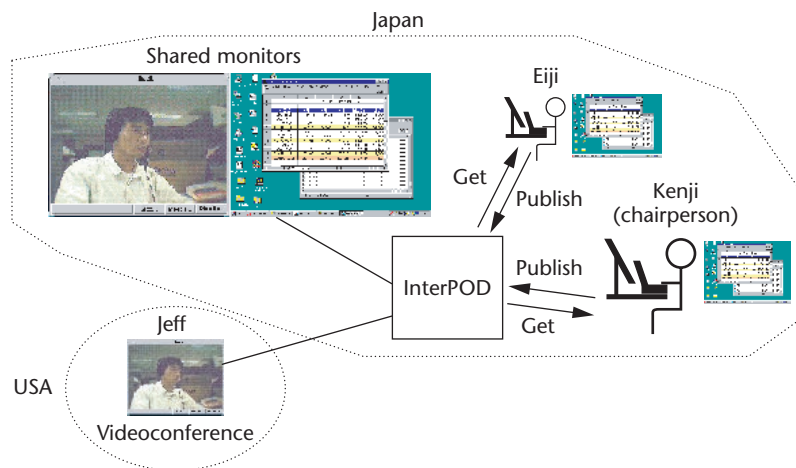 Japan
Shared monitors
Eiji
Get
Publish
Kenji
(chairperson)
InterPOD
Publish
Get
Jeff
USA
Videoconference